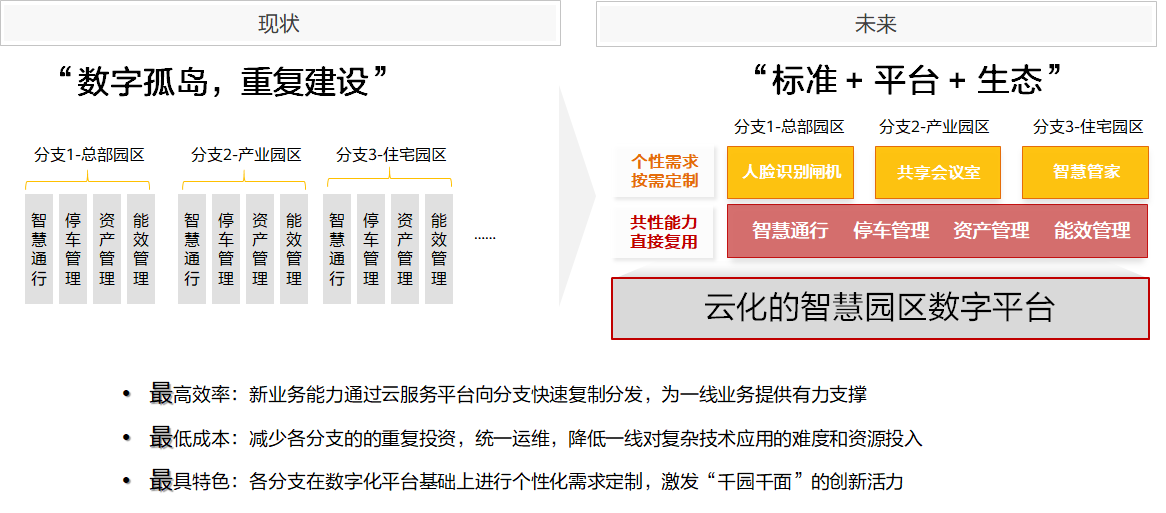 现状
“数字孤岛，重复建设”
分支1-总部园区
分支2-产业园区
分支3-住宅园区
智慧通行
停车管理
资产管理
能效管理
智慧通行
停车管理
资产管理
能效管理
智慧通行
停车管理
资产管理
能效管理
......
未来
“标准 + 平台 + 生态”
分支1-总部园区
分支2-产业园区
分支3-住宅园区
个性需求
按需定制
人脸识别闸机
共享会议室
智慧管家
共性能力
直接复用
智慧通行 停车管理 资产管理 能效管理
云化的智慧园区数字平台
• 最高效率：新业务能力通过云服务平台向分支快速复制分发，为一线业务提供有力支撑
• 最低成本：减少各分支的的重复投资，统一运维，降低一线对复杂技术应用的难度和资源投入
• 最具特色：各分支在数字化平台基础上进行个性化需求定制，激发“千园千面”的创新活力